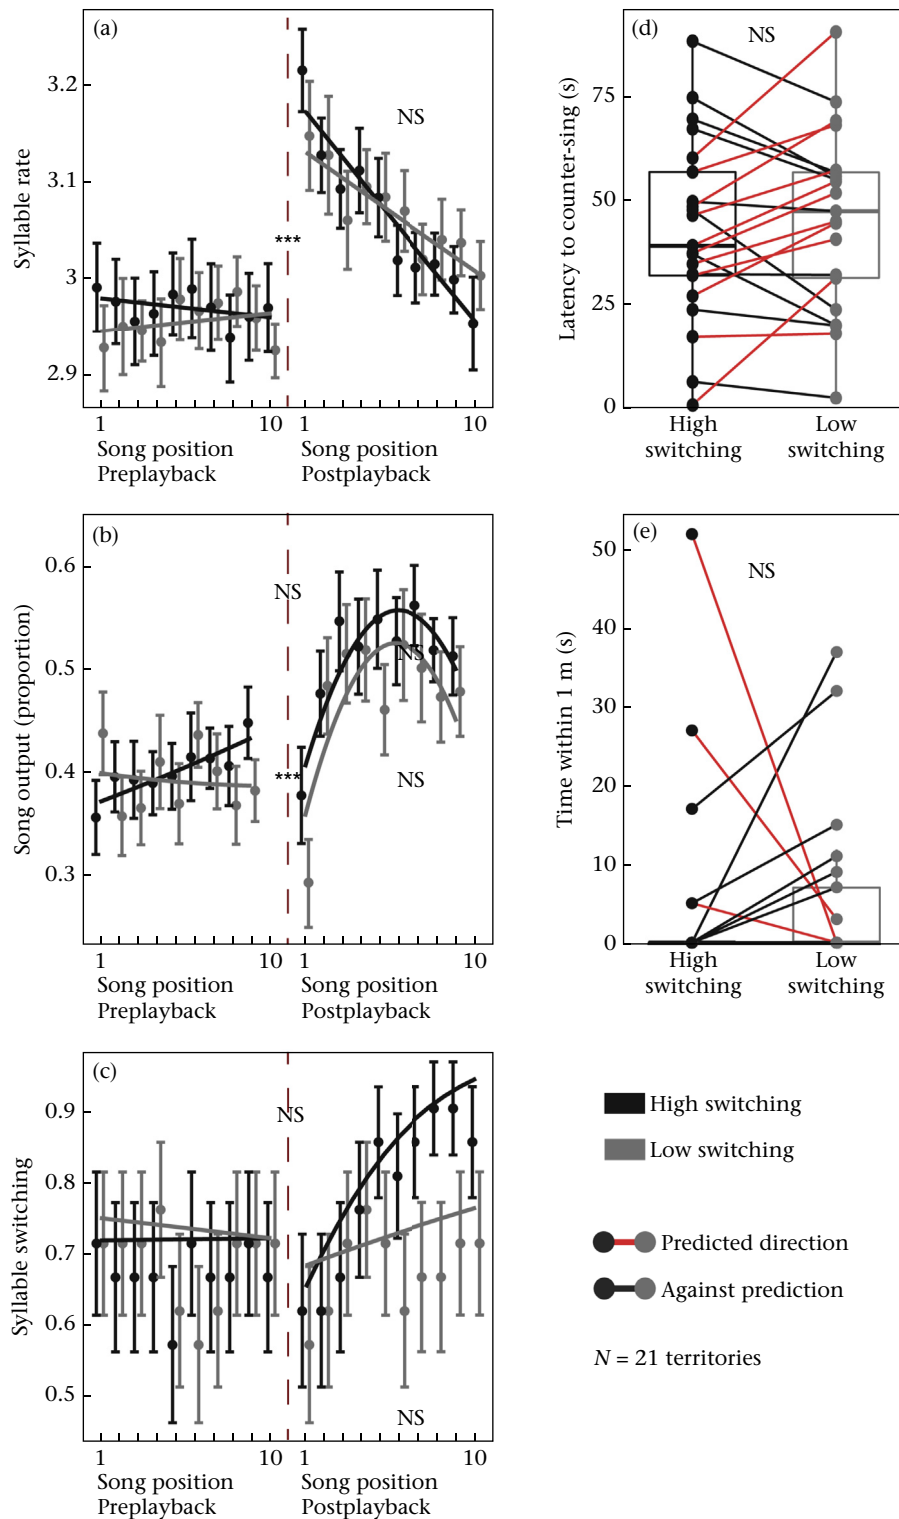 (a)
NS
3.2
3.1
3
2.9
***
Syllable rate
1
10
1
10
Song position
Preplayback
Song position
Postplayback
(b)
NS
0.6
0.5
0.4
0.3
***
NS
NS
Song output (proportion)
1
10
1
10
Song position
Preplayback
Song position
Postplayback
(c)
NS
0.9
0.8
0.7
0.6
0.5
NS
Syllable switching
1
10
1
10
Song position
Preplayback
Song position
Postplayback
(d)
NS
75
50
25
0
Latency to counter-sing (s)
High
switching
Low
switching
(e)
NS
50
40
30
20
10
0
Time within 1 m (s)
High
switching
Low
switching
High switching
Low switching
Predicted direction
Against prediction
N = 21 territories